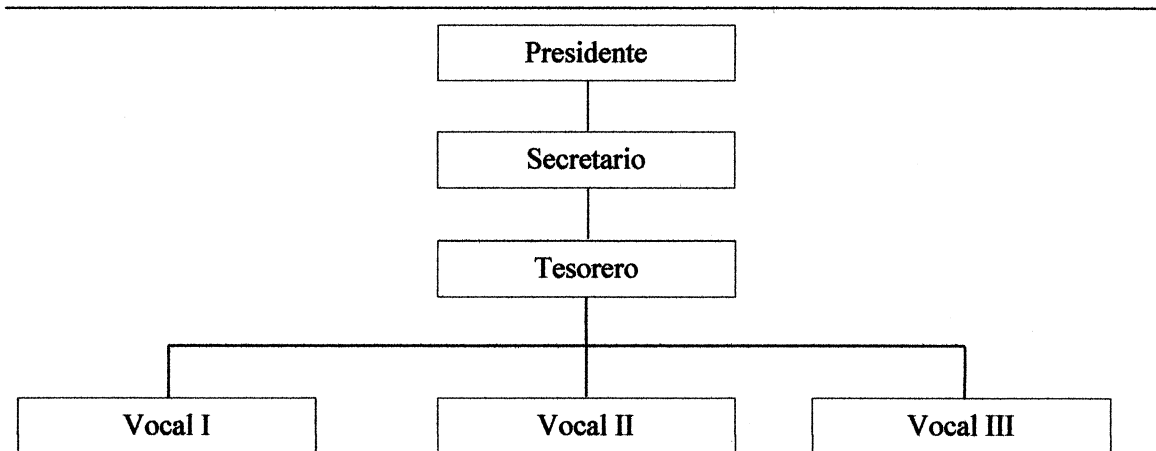 Presidente
Secretario
Tesorero
Vocal I
Vocal II
Vocal III